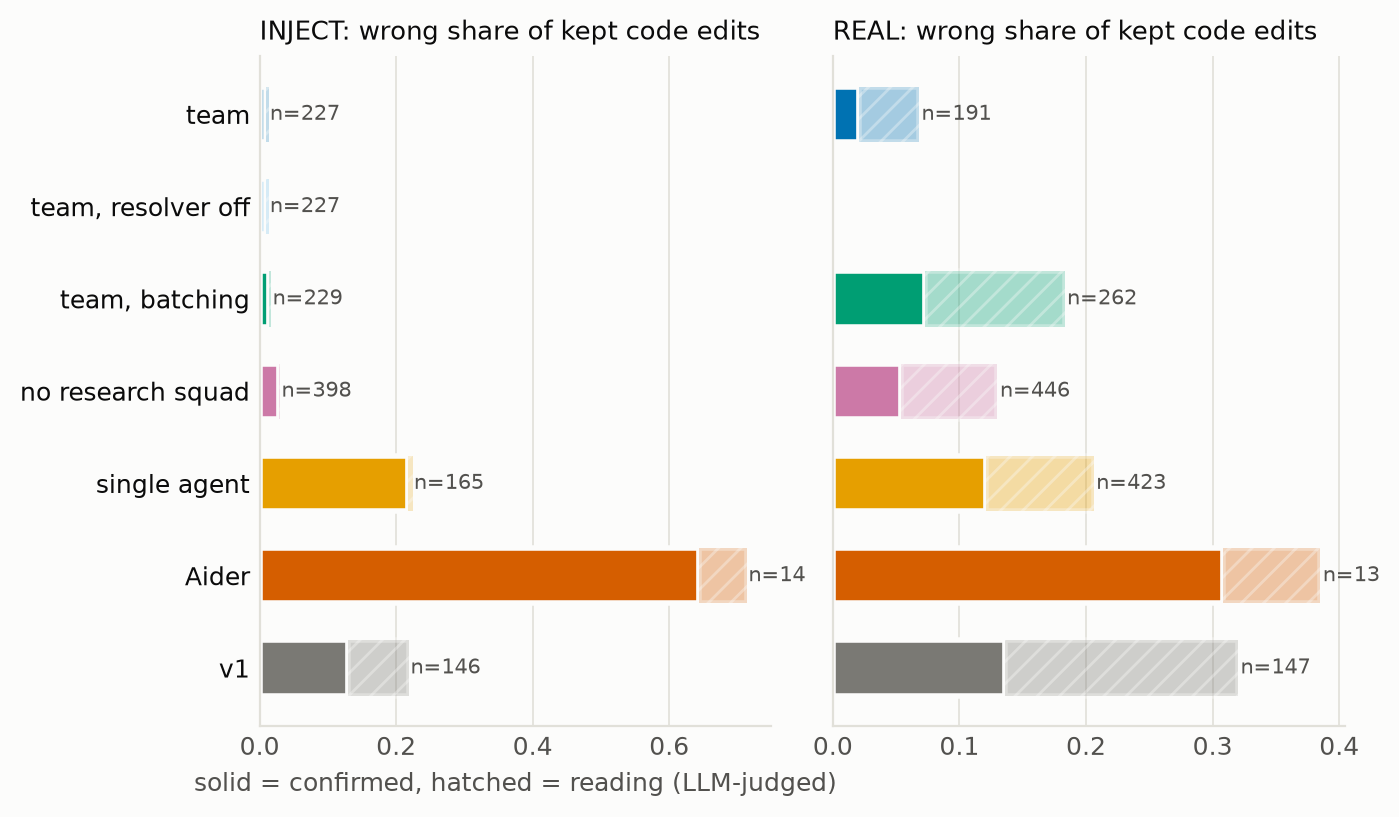 INJECT: wrong share of kept code edits
REAL: wrong share of kept code edits
team
n=227
n=191
team, resolver off
n=227
team, batching
n=229
n=262
no research squad
n=398
n=446
single agent
n=165
n=423
Aider
n=14
n=13
v1
n=146
n=147
0.0 0.2 0.4 0.6
0.0 0.1 0.2 0.3 0.4
solid = confirmed, hatched = reading (LLM-judged)